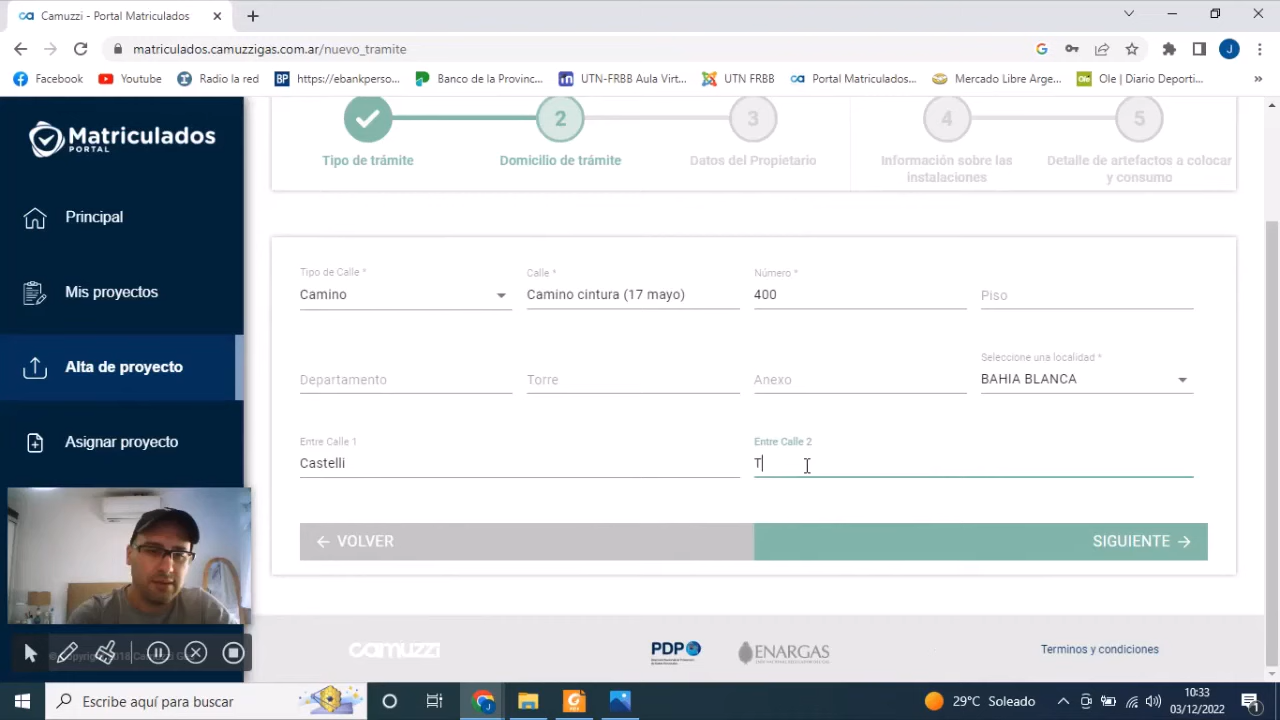 Camuzzi - Portal Matriculados
matriculados.camuzzigas.com.ar/nuevo_tramite
J
Facebook
Youtube
Radio la red
BP
https://ebankperso...
Banco de la Provinc...
UTN-FRBB Aula Virt...
UTN FRBB
Portal Matriculados...
Mercado Libre Arge...
Ole | Diario Deporti...
»
Matriculados
PORTAL
Principal
Mis proyectos
Alta de proyecto
Asignar proyecto
2
3
4
5
Tipo de trámite
Domicilio de trámite
Datos del Propietario
Información sobre las
instalaciones
Detalle de artefactos a colocar
y consumo
Tipo de Calle *
Camino
Calle *
Camino cintura (17 mayo)
Número *
400
Piso
Departamento
Torre
Anexo
Seleccione una localidad *
BAHIA BLANCA
Entre Calle 1
Castelli
Entre Calle 2
T
VOLVER
SIGUIENTE
camuzzi
PDP
ENARGAS
Terminos y condiciones
Escribe aquí para buscar
29°C Soleado
10:33
03/12/2022
1